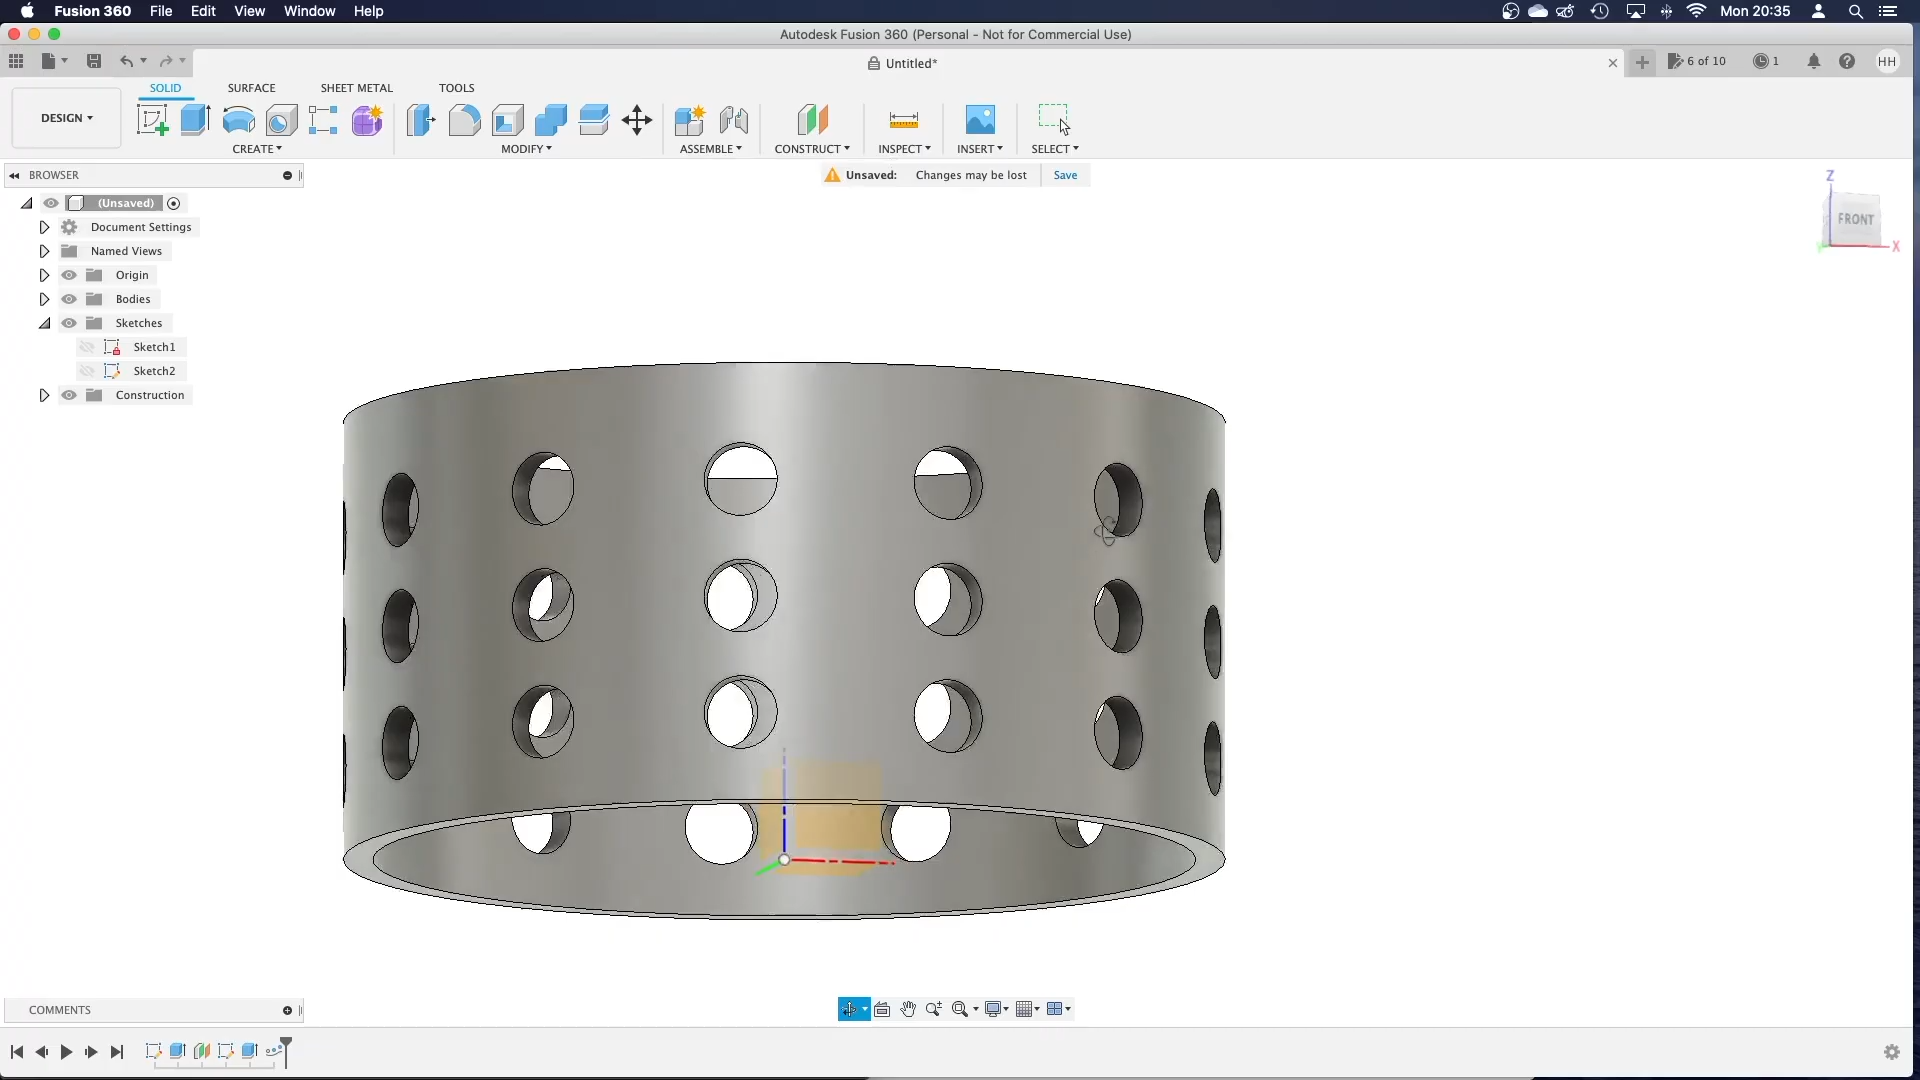 Fusion 360 File Edit View Window Help Mon 20:35
Autodesk Fusion 360 (Personal - Not for Commercial Use)
Untitled* 6 of 10 1 HH
SOLID SURFACE SHEET METAL TOOLS
DESIGN
CREATE MODIFY ASSEMBLE CONSTRUCT INSPECT INSERT SELECT
BROWSER
Unsaved: Changes may be lost Save
(Unsaved)
Document Settings
Named Views
Origin
Bodies
Sketches
Sketch1
Sketch2
Construction
Z
FRONT
X
COMMENTS